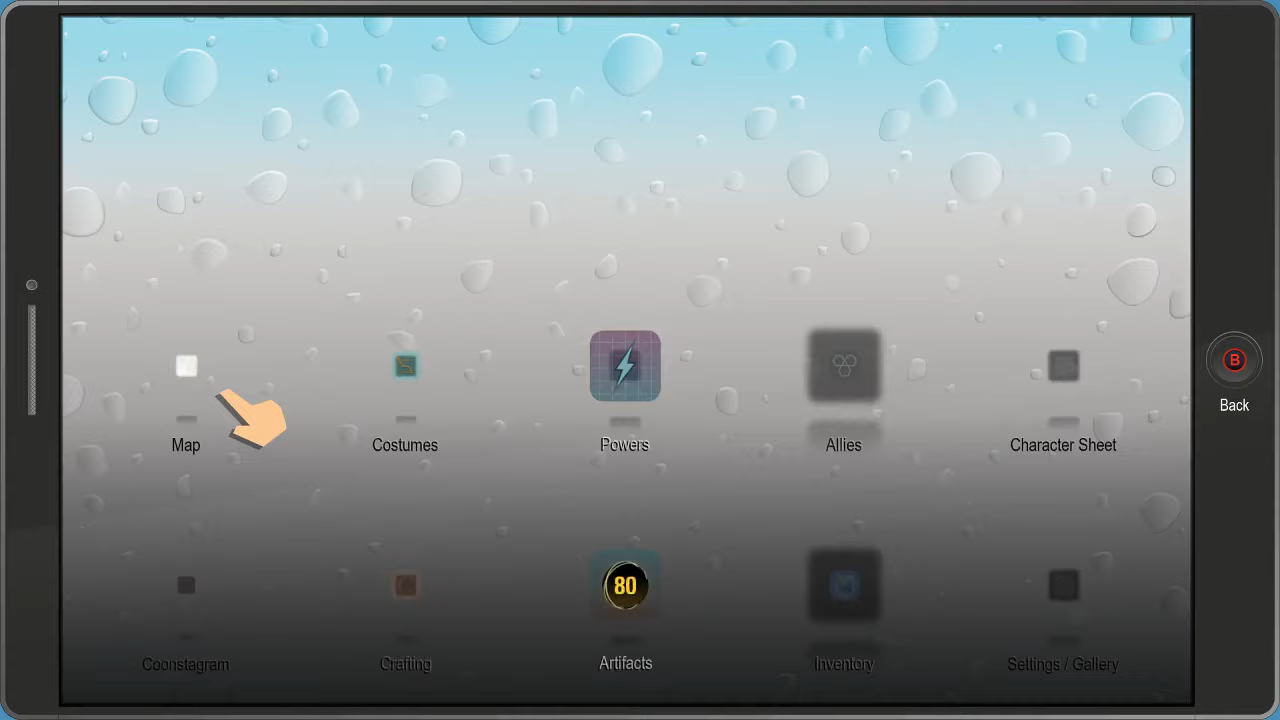 B
Back
Map
Costumes
Powers
Allies
Character Sheet
80
Coonstagram
Crafting
Artifacts
Inventory
Settings / Gallery